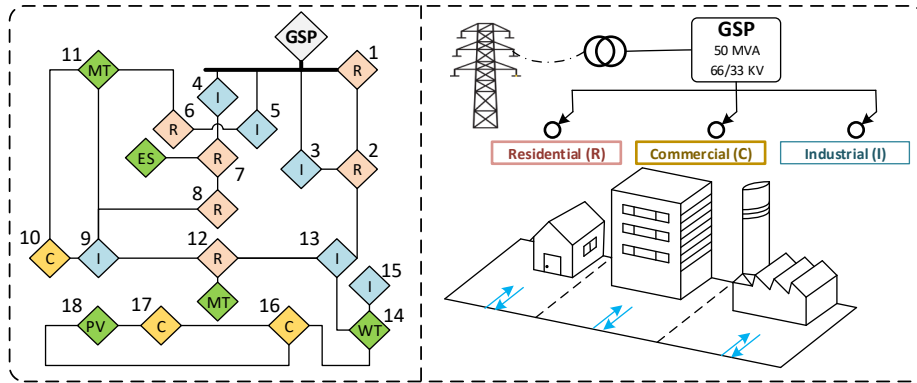 GSP
1
R
11
MT
4
I
6
R
5
I
3
I
2
R
ES
R
7
8
R
10
C
9
I
12
R
13
I
15
I
MT
14
WT
18
PV
17
C
16
C
GSP
50 MVA
66/33 KV
Residential (R)
Commercial (C)
Industrial (I)